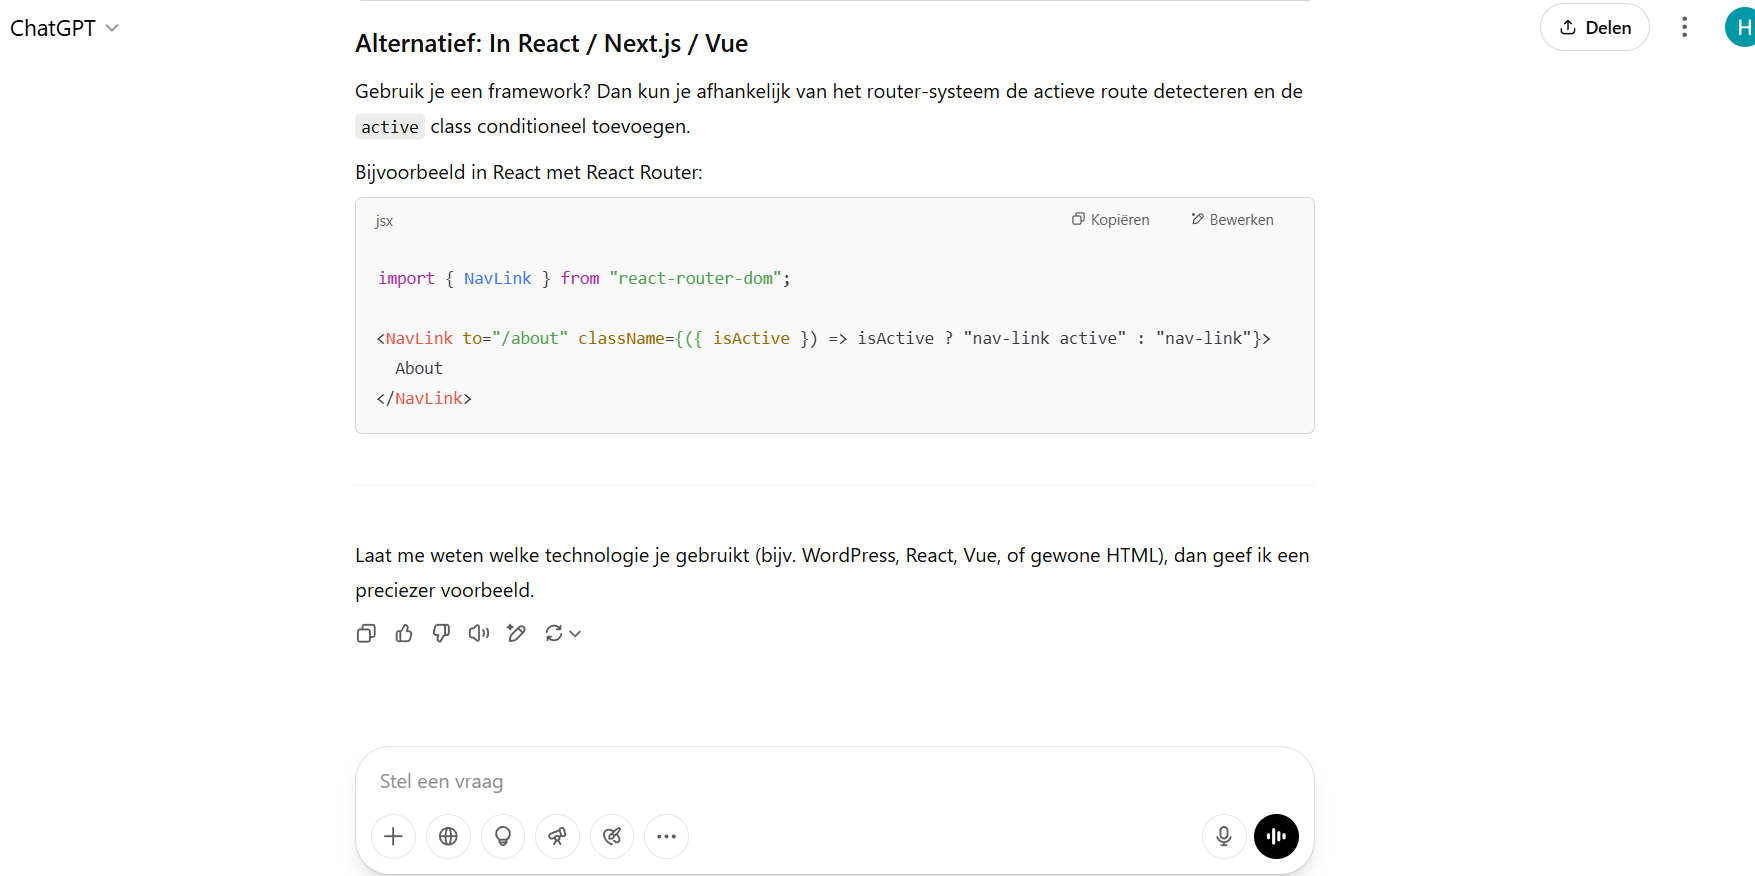 ChatGPT
Delen
H
Alternatief: In React / Next.js / Vue
Gebruik je een framework? Dan kun je afhankelijk van het router-systeem de actieve route detecteren en de
active class conditioneel toevoegen.
Bijvoorbeeld in React met React Router:
jsx
Kopiëren
Bewerken
import { NavLink } from "react-router-dom";
<NavLink to="/about" className={({ isActive }) => isActive ? "nav-link active" : "nav-link"}>
  About
</NavLink>
Laat me weten welke technologie je gebruikt (bijv. WordPress, React, Vue, of gewone HTML), dan geef ik een
preciezer voorbeeld.
Stel een vraag